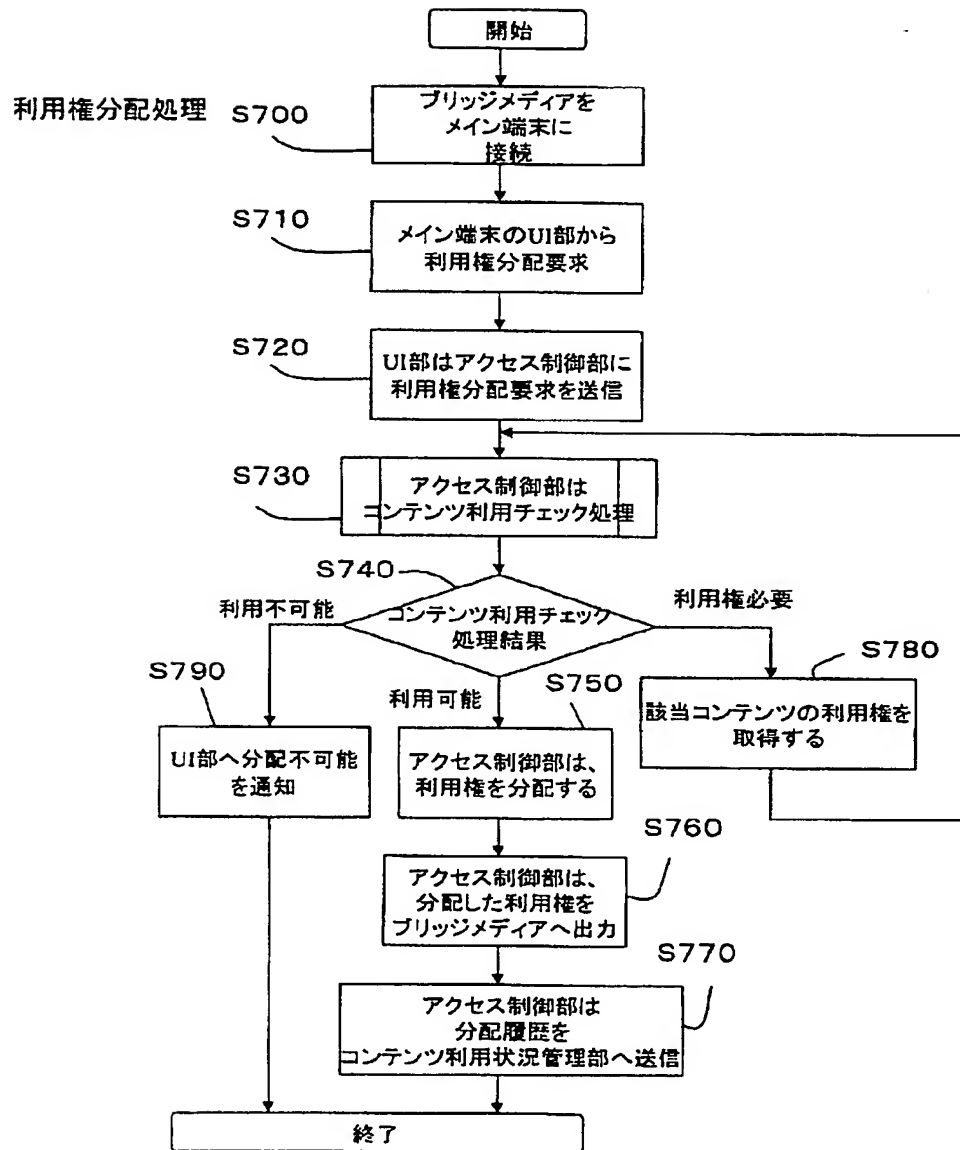 開始
利用権分配処理
S700
ブリッジメディアを
メイン端末に
接続
S710
メイン端末のUI部から
利用権分配要求
S720
UI部はアクセス制御部に
利用権分配要求を送信
S730
アクセス制御部は
コンテンツ利用チェック処理
S740
コンテンツ利用チェック
処理結果
利用不可能
利用権必要
利用可能
S790
UI部へ分配不可能
を通知
S750
アクセス制御部は、
利用権を分配する
S780
該当コンテンツの利用権を
取得する
S760
アクセス制御部は、
分配した利用権を
ブリッジメディアへ出力
S770
アクセス制御部は
分配履歴を
コンテンツ利用状況管理部へ送信
終了